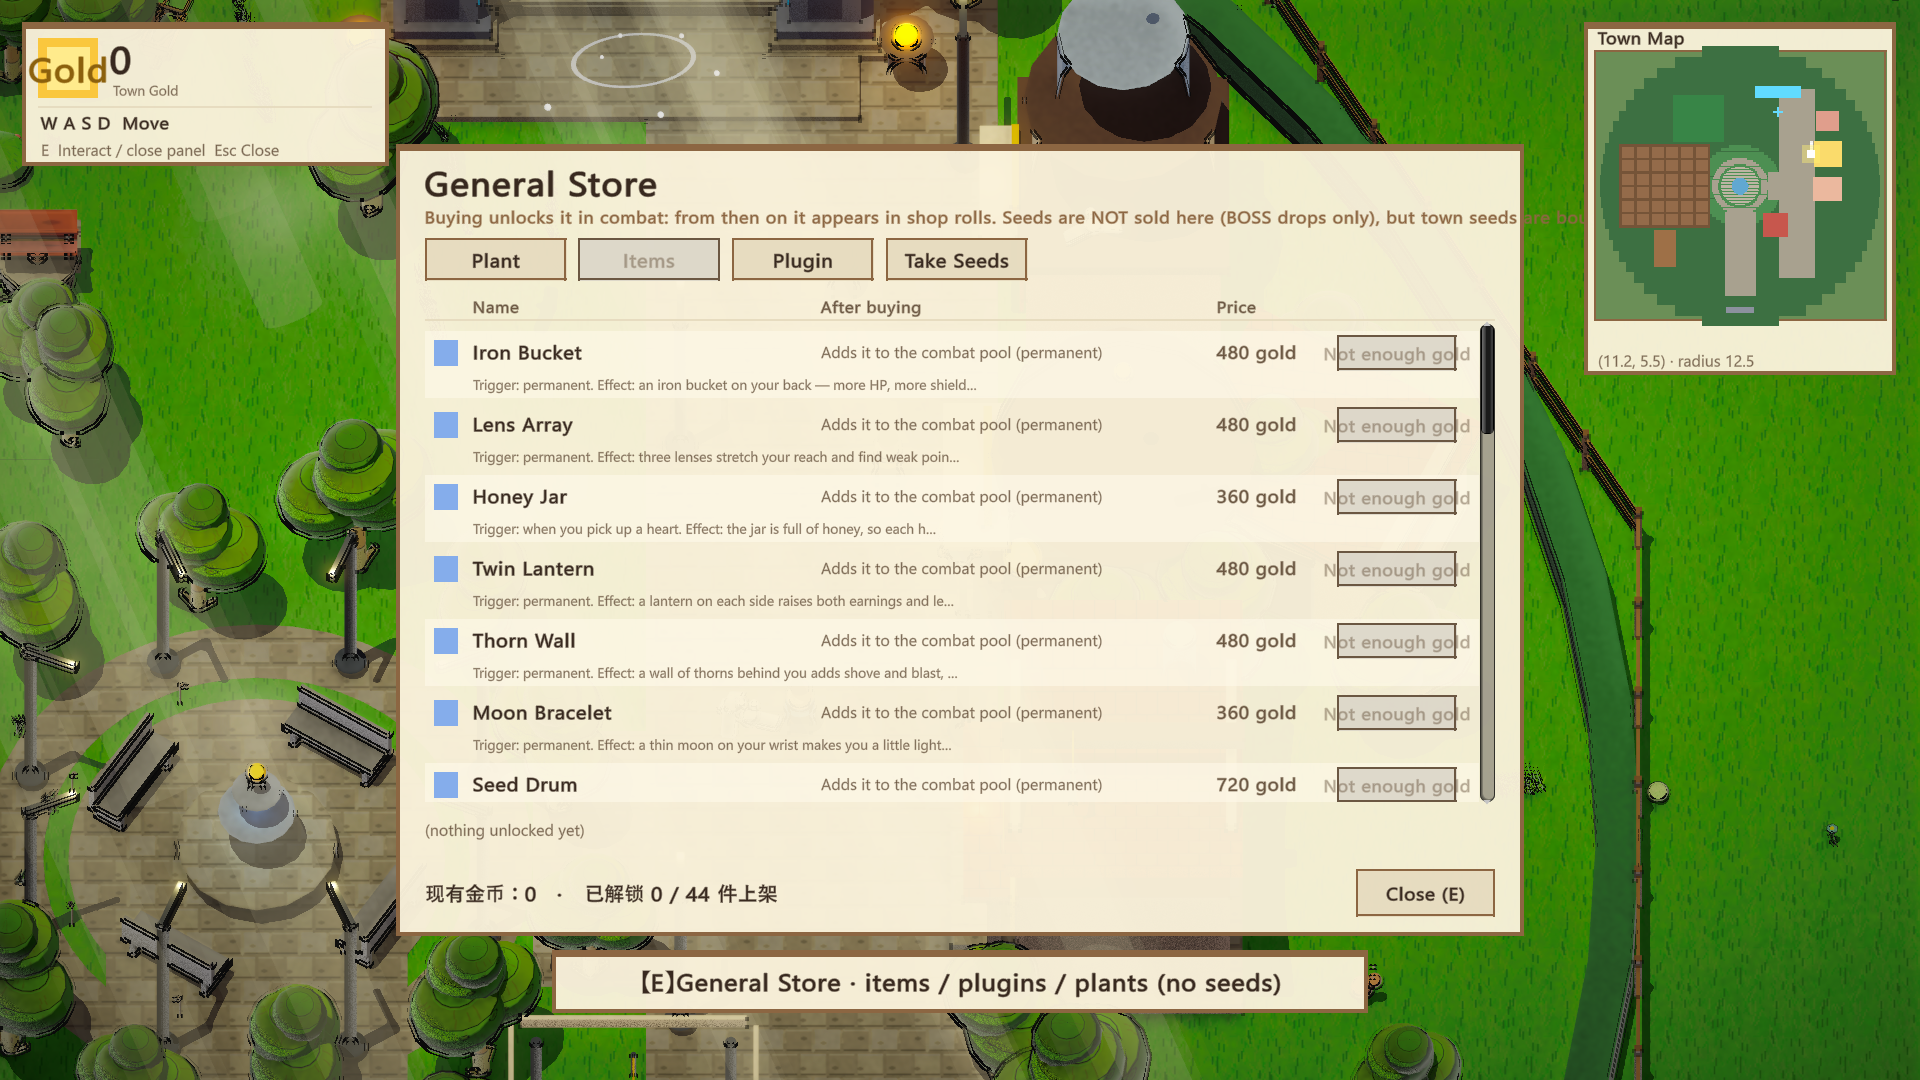 Gold 0
Town Gold
W A S D Move
E Interact / close panel Esc Close
Town Map
(11.2, 5.5) · radius 12.5
General Store
Buying unlocks it in combat: from then on it appears in shop rolls. Seeds are NOT sold here (BOSS drops only), but town seeds are bou
Plant Items Plugin Take Seeds
Name After buying Price
Iron Bucket Adds it to the combat pool (permanent) 480 gold Not enough gold
Trigger: permanent. Effect: an iron bucket on your back — more HP, more shield...
Lens Array Adds it to the combat pool (permanent) 480 gold Not enough gold
Trigger: permanent. Effect: three lenses stretch your reach and find weak poin...
Honey Jar Adds it to the combat pool (permanent) 360 gold Not enough gold
Trigger: when you pick up a heart. Effect: the jar is full of honey, so each h...
Twin Lantern Adds it to the combat pool (permanent) 480 gold Not enough gold
Trigger: permanent. Effect: a lantern on each side raises both earnings and le...
Thorn Wall Adds it to the combat pool (permanent) 480 gold Not enough gold
Trigger: permanent. Effect: a wall of thorns behind you adds shove and blast, ...
Moon Bracelet Adds it to the combat pool (permanent) 360 gold Not enough gold
Trigger: permanent. Effect: a thin moon on your wrist makes you a little light...
Seed Drum Adds it to the combat pool (permanent) 720 gold Not enough gold
(nothing unlocked yet)
现有金币：0 · 已解锁 0 / 44 件上架
Close (E)
【E】General Store · items / plugins / plants (no seeds)